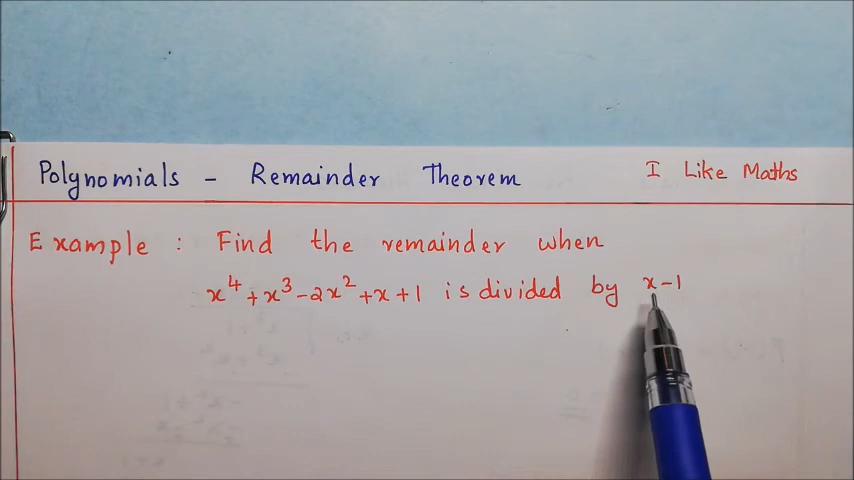 Polynomials - Remainder Theorem I Like Maths
Example : Find the remainder when
x⁴+x³-2x²+x+1 is divided by x-1